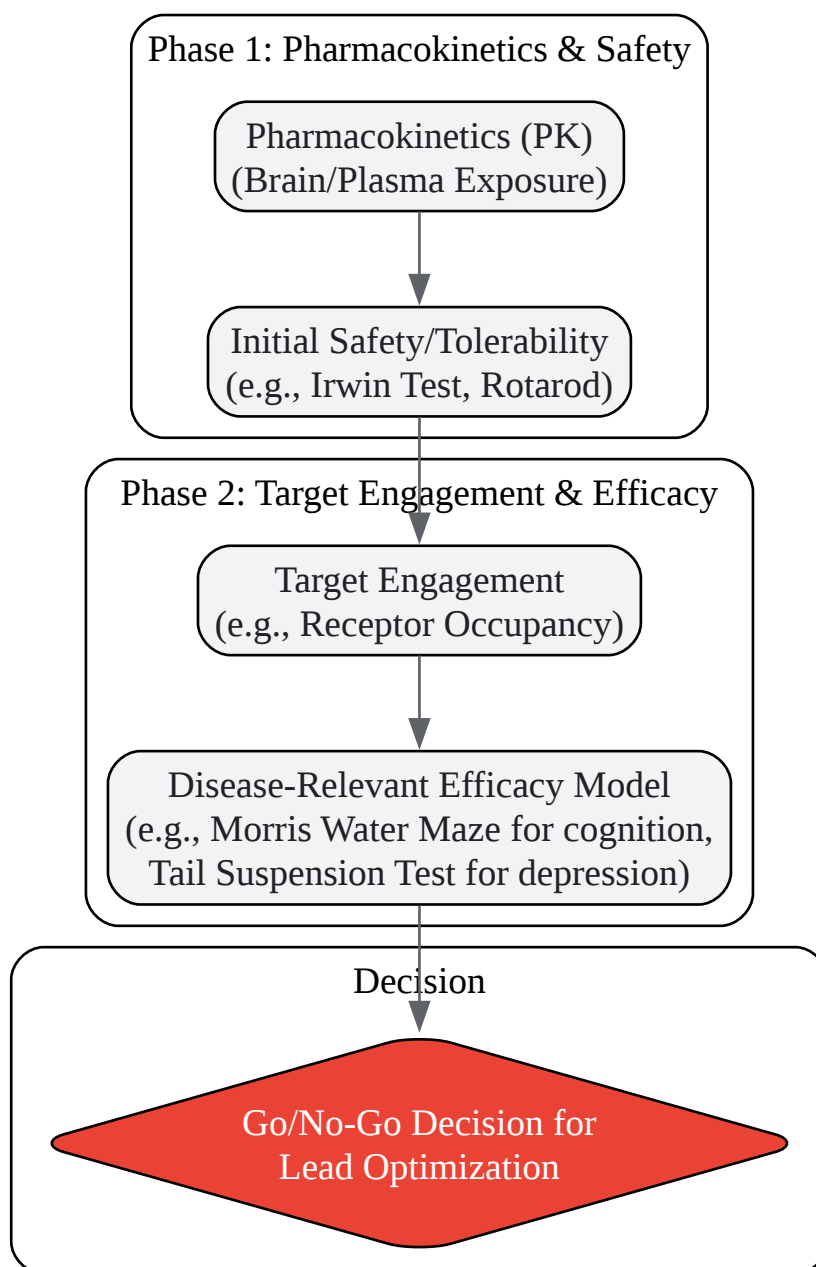 Phase 1: Pharmacokinetics & Safety
Pharmacokinetics (PK)
(Brain/Plasma Exposure)
Initial Safety/Tolerability
(e.g., Irwin Test, Rotarod)
Phase 2: Target Engagement & Efficacy
Target Engagement
(e.g., Receptor Occupancy)
Disease-Relevant Efficacy Model
(e.g., Morris Water Maze for cognition,
Tail Suspension Test for depression)
Decision
Go/No-Go Decision for
Lead Optimization